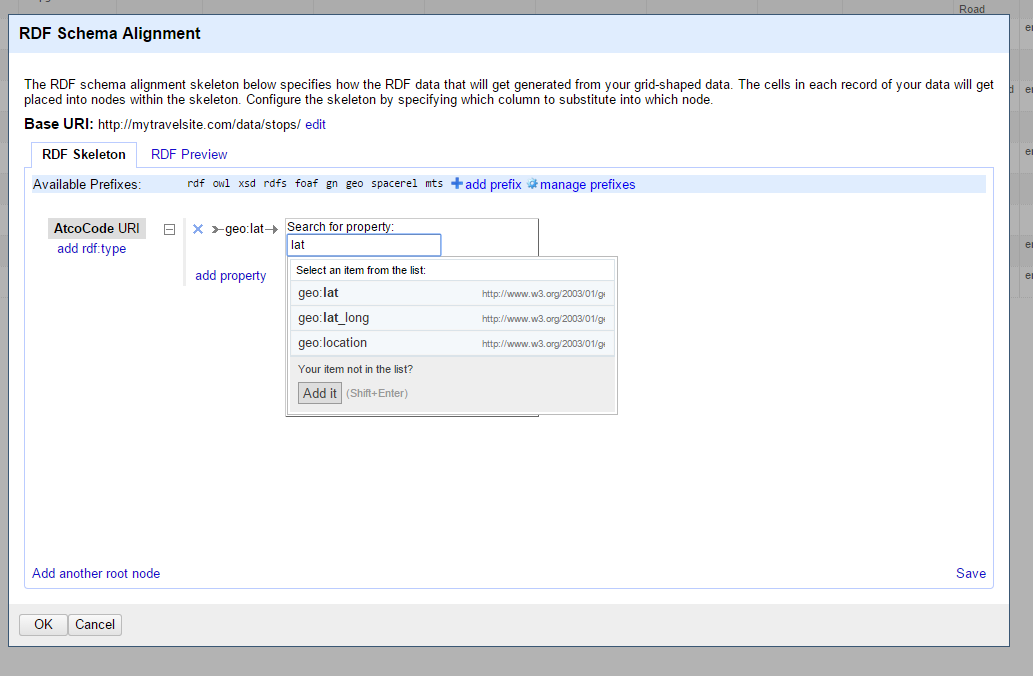 Road
RDF Schema Alignment
The RDF schema alignment skeleton below specifies how the RDF data that will get generated from your grid-shaped data. The cells in each record of your data will get
placed into nodes within the skeleton. Configure the skeleton by specifying which column to substitute into which node.
Base URI: http://mytravelsite.com/data/stops/ edit
RDF Skeleton RDF Preview
Available Prefixes: rdf owl xsd rdfs foaf gn geo spacerel mts add prefix manage prefixes
AtcoCode URI geo:lat Search for property:
lat
add rdf:type
add property
Select an item from the list:
geo:lat http://www.w3.org/2003/01/ge
geo:lat_long http://www.w3.org/2003/01/ge
geo:location http://www.w3.org/2003/01/ge
Your item not in the list?
Add it (Shift+Enter)
Add another root node Save
OK Cancel